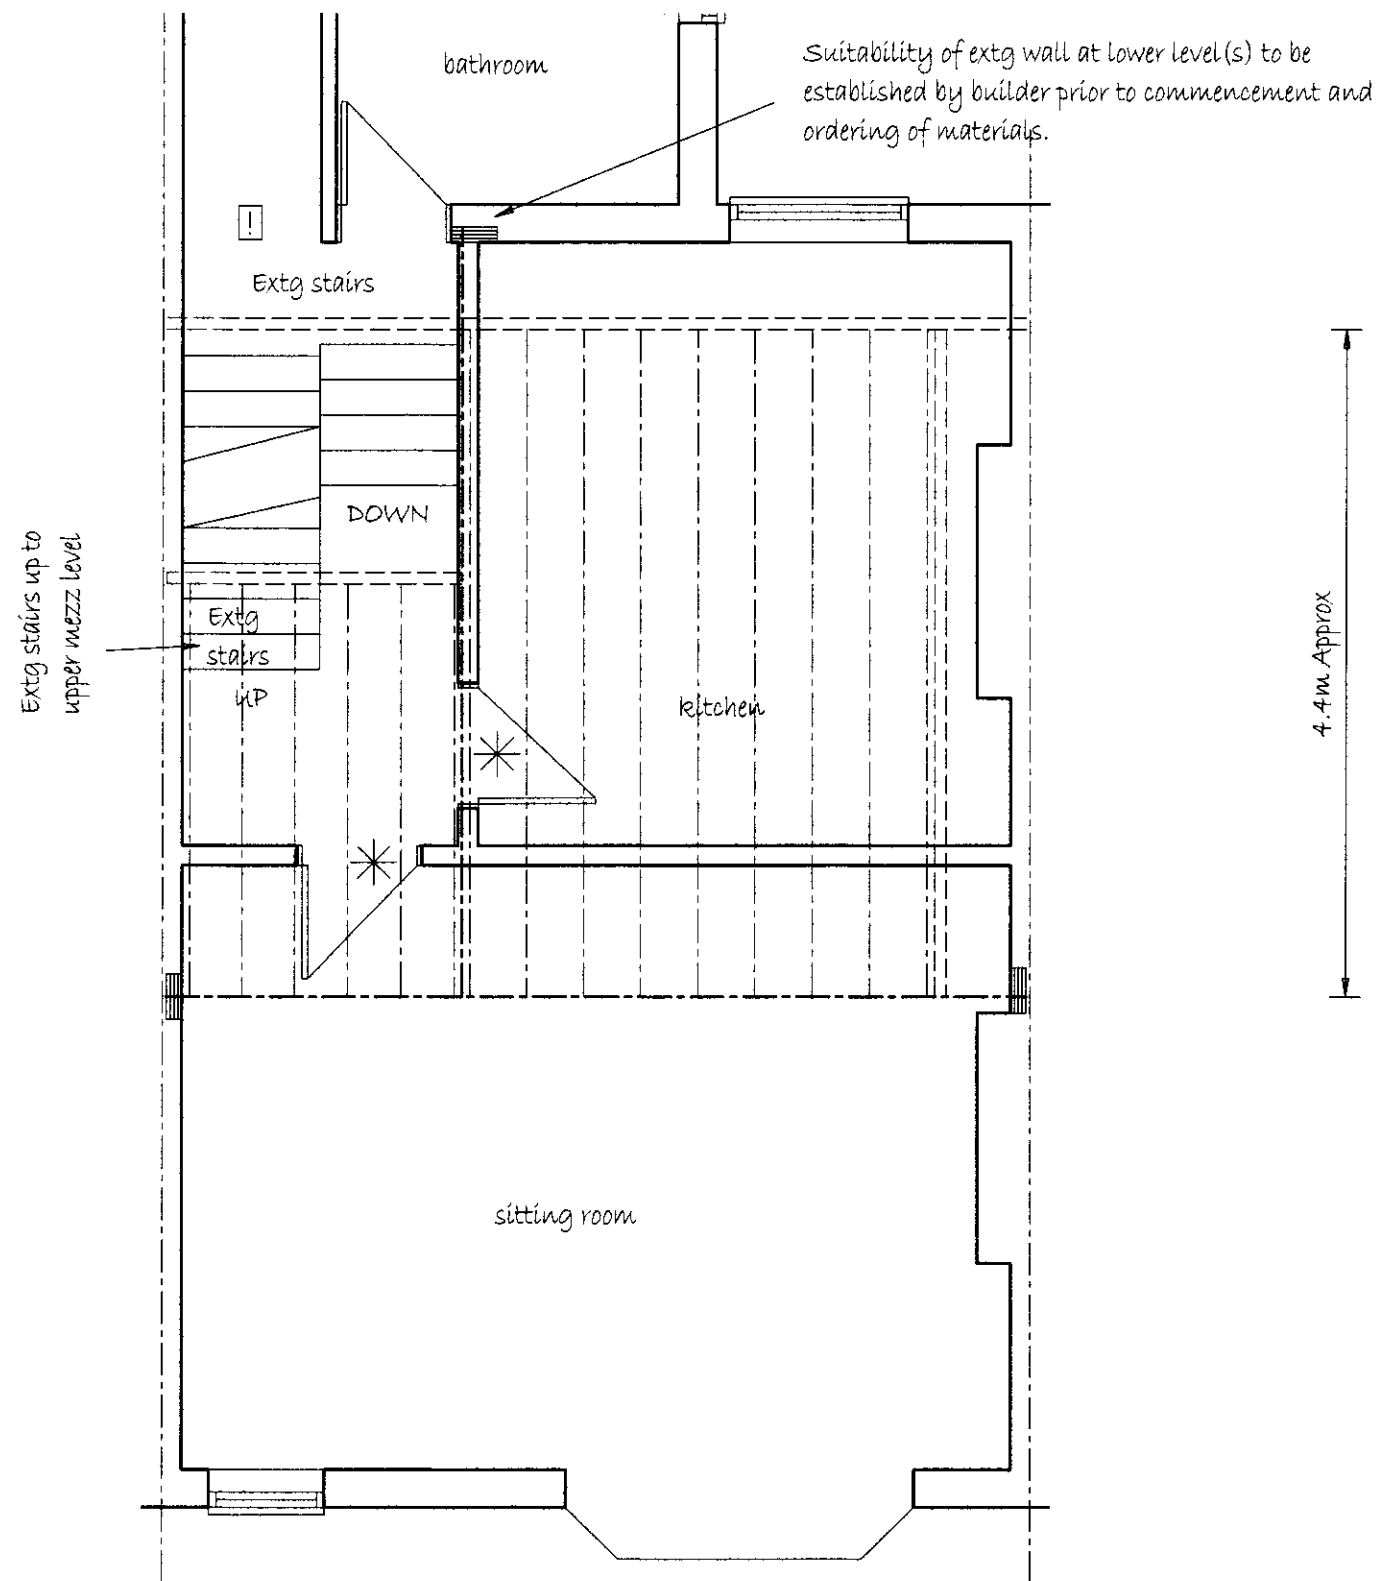 bathroom
Suitability of extg wall at lower level(s) to be
established by builder prior to commencement and
ordering of materials.
!
Extg stairs
DOWN
Extg stairs up to
upper mezz level
Extg
stairs
UP
kitchen
4.4m Approx
sitting room